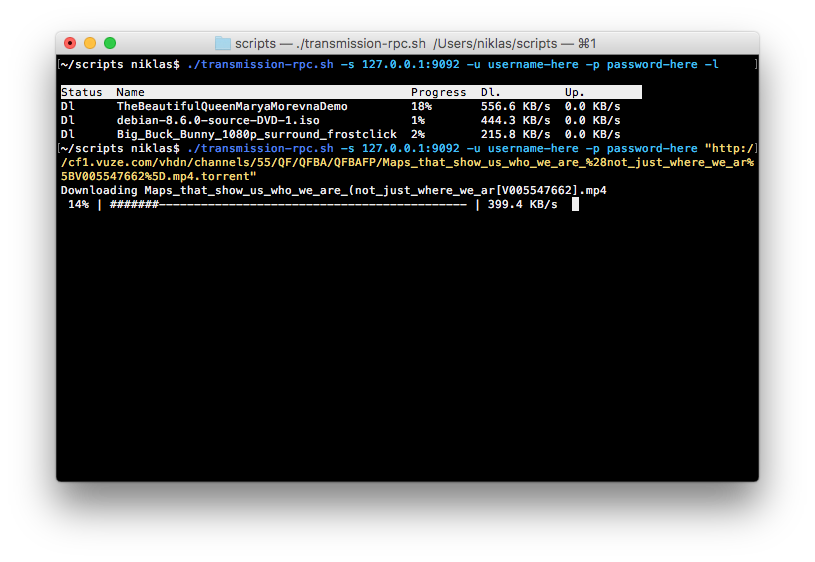 scripts — ./transmission-rpc.sh /Users/niklas/scripts — ⌘1
[~/scripts niklas$ ./transmission-rpc.sh -s 127.0.0.1:9092 -u username-here -p password-here -l ]
Status Name Progress Dl. Up.
Dl TheBeautifulQueenMaryaMorevnaDemo 18% 556.6 KB/s 0.0 KB/s
Dl debian-8.6.0-source-DVD-1.iso 1% 444.3 KB/s 0.0 KB/s
Dl Big_Buck_Bunny_1080p_surround_frostclick 2% 215.8 KB/s 0.0 KB/s
[~/scripts niklas$ ./transmission-rpc.sh -s 127.0.0.1:9092 -u username-here -p password-here "http:/]
/cf1.vuze.com/vhdn/channels/55/QF/QFBA/QFBAFP/Maps_that_show_us_who_we_are_%28not_just_where_we_ar%
5BV005547662%5D.mp4.torrent"
Downloading Maps_that_show_us_who_we_are_(not_just_where_we_ar[V005547662].mp4
14% | #######-------------------------------------------- | 399.4 KB/s